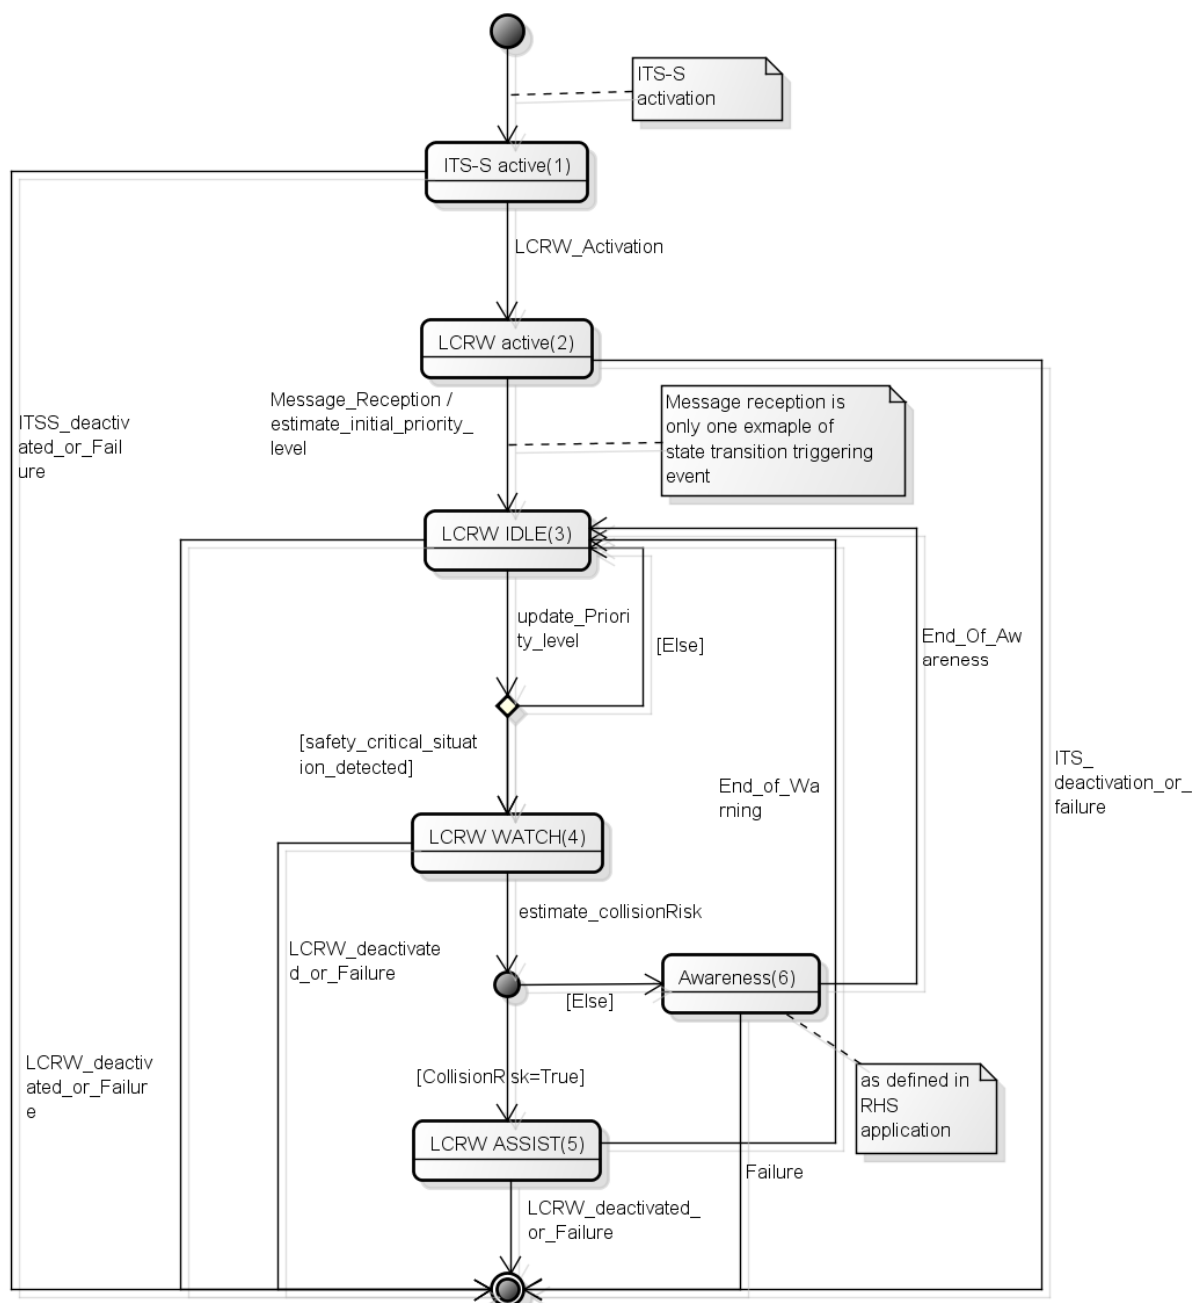 ITS-S
activation
ITS-S active(1)
LCRW_Activation
LCRW active(2)
Message_Reception /
estimate_initial_priority_
level
Message reception is
only one exmaple of
state transition triggering
event
ITSS_deactiv
ated_or_Fail
ure
LCRW IDLE(3)
update_Priori
ty_level
[Else]
End_Of_Aw
areness
[safety_critical_situat
ion_detected]
End_of_Wa
rning
ITS_
deactivation_or_
failure
LCRW WATCH(4)
estimate_collisionRisk
LCRW_deactivate
d_or_Failure
Awareness(6)
[Else]
LCRW_deactiv
ated_or_Failur
e
[CollisionRisk=True]
as defined in
RHS
application
LCRW ASSIST(5)
Failure
LCRW_deactivated_
or_Failure